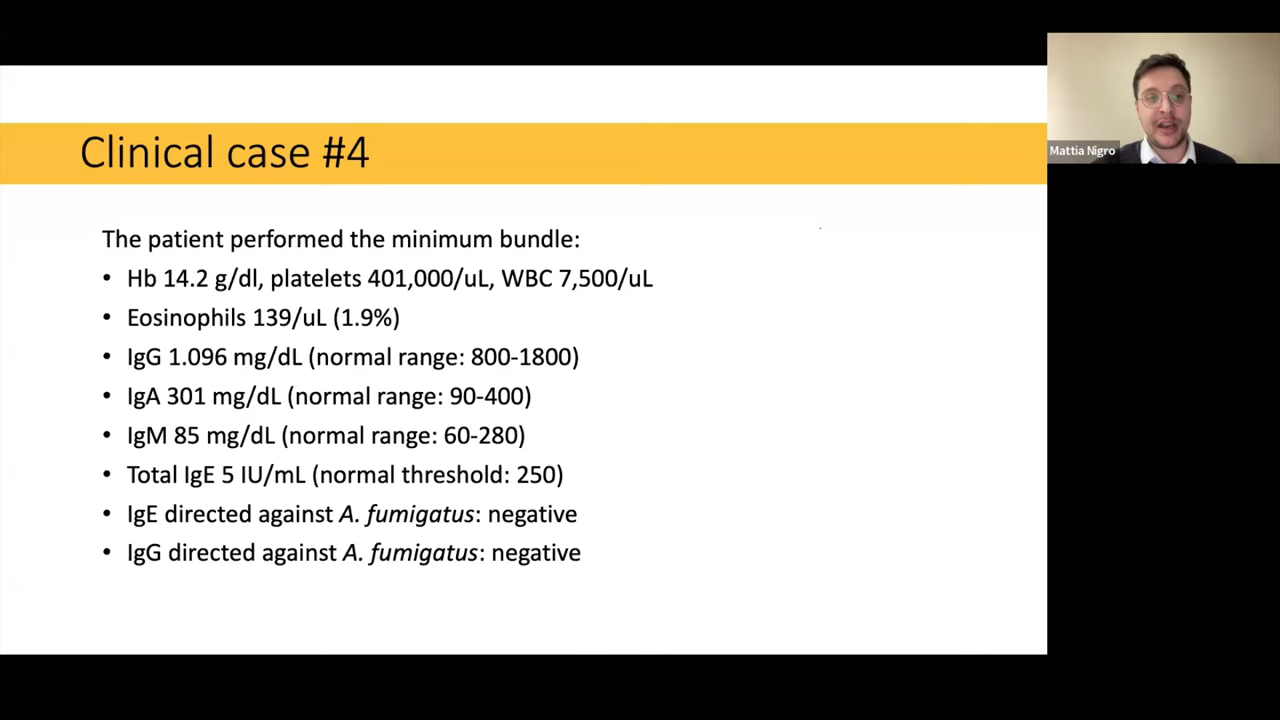 Clinical case #4
Mattia Nigro
The patient performed the minimum bundle:
• Hb 14.2 g/dl, platelets 401,000/uL, WBC 7,500/uL
• Eosinophils 139/uL (1.9%)
• IgG 1.096 mg/dL (normal range: 800-1800)
• IgA 301 mg/dL (normal range: 90-400)
• IgM 85 mg/dL (normal range: 60-280)
• Total IgE 5 IU/mL (normal threshold: 250)
• IgE directed against A. fumigatus: negative
• IgG directed against A. fumigatus: negative